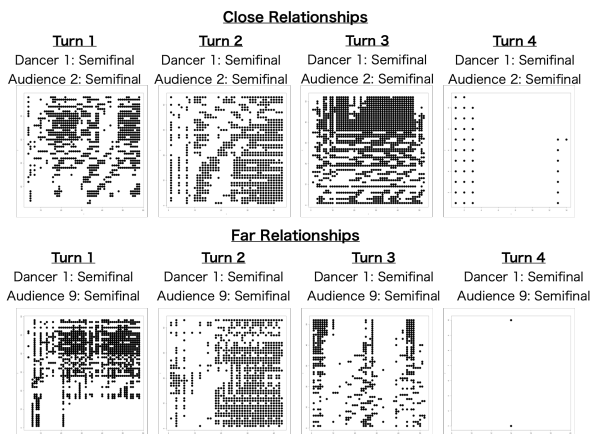 Close Relationships
Turn 1 Turn 2 Turn 3 Turn 4
Dancer 1: Semifinal Dancer 1: Semifinal Dancer 1: Semifinal Dancer 1: Semifinal
Audience 2: Semifinal Audience 2: Semifinal Audience 2: Semifinal Audience 2: Semifinal
Far Relationships
Turn 1 Turn 2 Turn 3 Turn 4
Dancer 1: Semifinal Dancer 1: Semifinal Dancer 1: Semifinal Dancer 1: Semifinal
Audience 9: Semifinal Audience 9: Semifinal Audience 9: Semifinal Audience 9: Semifinal